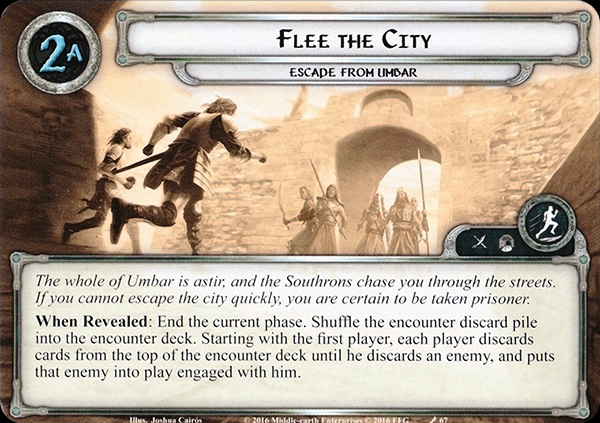 2A
FLEE THE CITY
ESCAPE FROM UMBAR
The whole of Umbar is astir, and the Southrons chase you through the streets.
If you cannot escape the city quickly, you are certain to be taken prisoner.
When Revealed: End the current phase. Shuffle the encounter discard pile
into the encounter deck. Starting with the first player, each player discards
cards from the top of the encounter deck until he discards an enemy, and puts
that enemy into play engaged with him.
Illus. Joshua Cairós © 2016 Middle-earth Enterprises © 2016 FFG 67